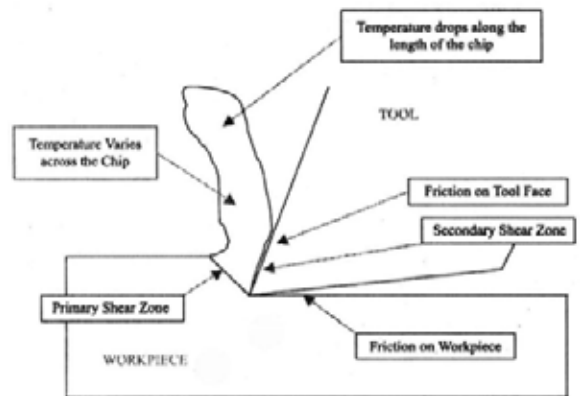 Temperature drops along the
length of the chip
TOOL
Temperature Varies
across the Chip
Friction on Tool Face
Secondary Shear Zone
Primary Shear Zone
Friction on Workpiece
WORKPIECE